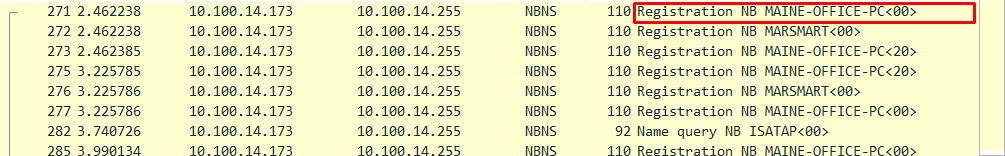 271 2.462238 10.100.14.173 10.100.14.255 NBNS 110 Registration NB MAINE-OFFICE-PC<00>
272 2.462238 10.100.14.173 10.100.14.255 NBNS 110 Registration NB MARSMART<00>
273 2.462385 10.100.14.173 10.100.14.255 NBNS 110 Registration NB MAINE-OFFICE-PC<20>
275 3.225785 10.100.14.173 10.100.14.255 NBNS 110 Registration NB MAINE-OFFICE-PC<20>
276 3.225786 10.100.14.173 10.100.14.255 NBNS 110 Registration NB MARSMART<00>
277 3.225786 10.100.14.173 10.100.14.255 NBNS 110 Registration NB MAINE-OFFICE-PC<00>
282 3.740726 10.100.14.173 10.100.14.255 NBNS 92 Name query NB ISATAP<00>
285 3.990134 10.100.14.173 10.100.14.255 NBNS 110 Registration NB MAINE-OFFICE-PC<00>